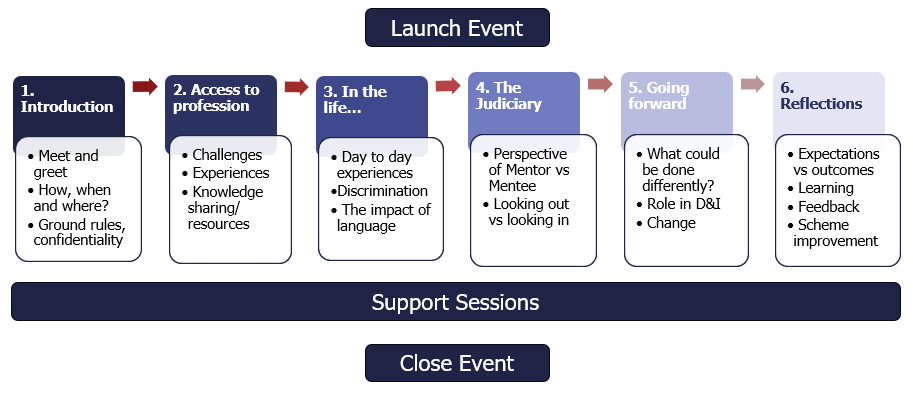 Launch Event
1.
Introduction
• Meet and
greet
• How, when
and where?
• Ground rules,
confidentiality
2. Access to
profession
• Challenges
• Experiences
• Knowledge
sharing/
resources
3. In the
life...
• Day to day
experiences
•Discrimination
• The impact of
language
4. The
Judiciary
• Perspective
of Mentor vs
Mentee
• Looking out
vs looking in
5. Going
forward
• What could
be done
differently?
• Role in D&I
• Change
6.
Reflections
• Expectations
vs outcomes
• Learning
• Feedback
• Scheme
improvement
Support Sessions
Close Event